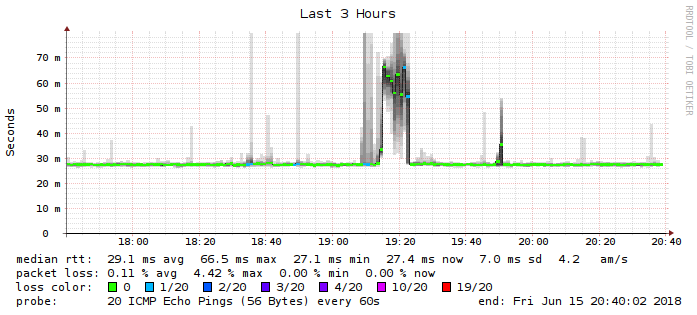 Last 3 Hours
RRDTOOL / TOBI OETIKER
Seconds
70 m
60 m
50 m
40 m
30 m
20 m
10 m
0
18:00 18:20 18:40 19:00 19:20 19:40 20:00 20:20 20:40
median rtt: 29.1 ms avg 66.5 ms max 27.1 ms min 27.4 ms now 7.0 ms sd 4.2 am/s
packet loss: 0.11 % avg 4.42 % max 0.00 % min 0.00 % now
loss color: 0 1/20 2/20 3/20 4/20 10/20 19/20
probe: 20 ICMP Echo Pings (56 Bytes) every 60s end: Fri Jun 15 20:40:02 2018